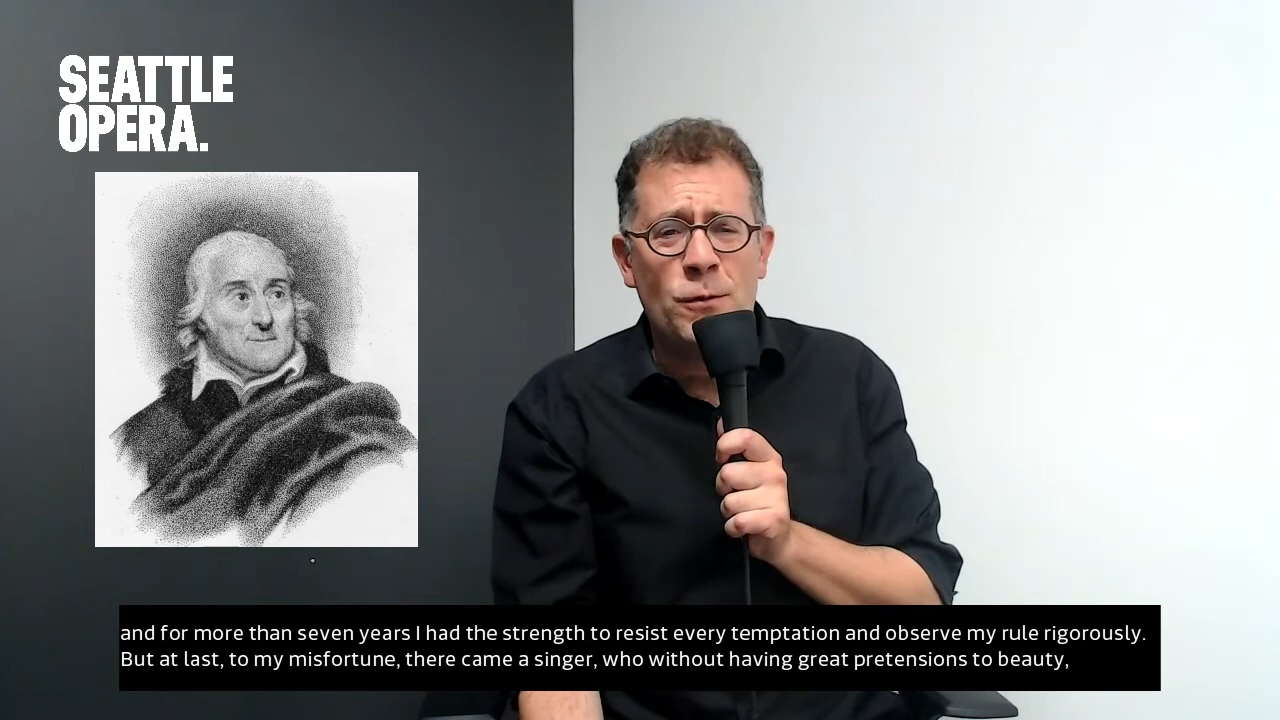 SEATTLE
OPERA.
and for more than seven years I had the strength to resist every temptation and observe my rule rigorously.
But at last, to my misfortune, there came a singer, who without having great pretensions to beauty,